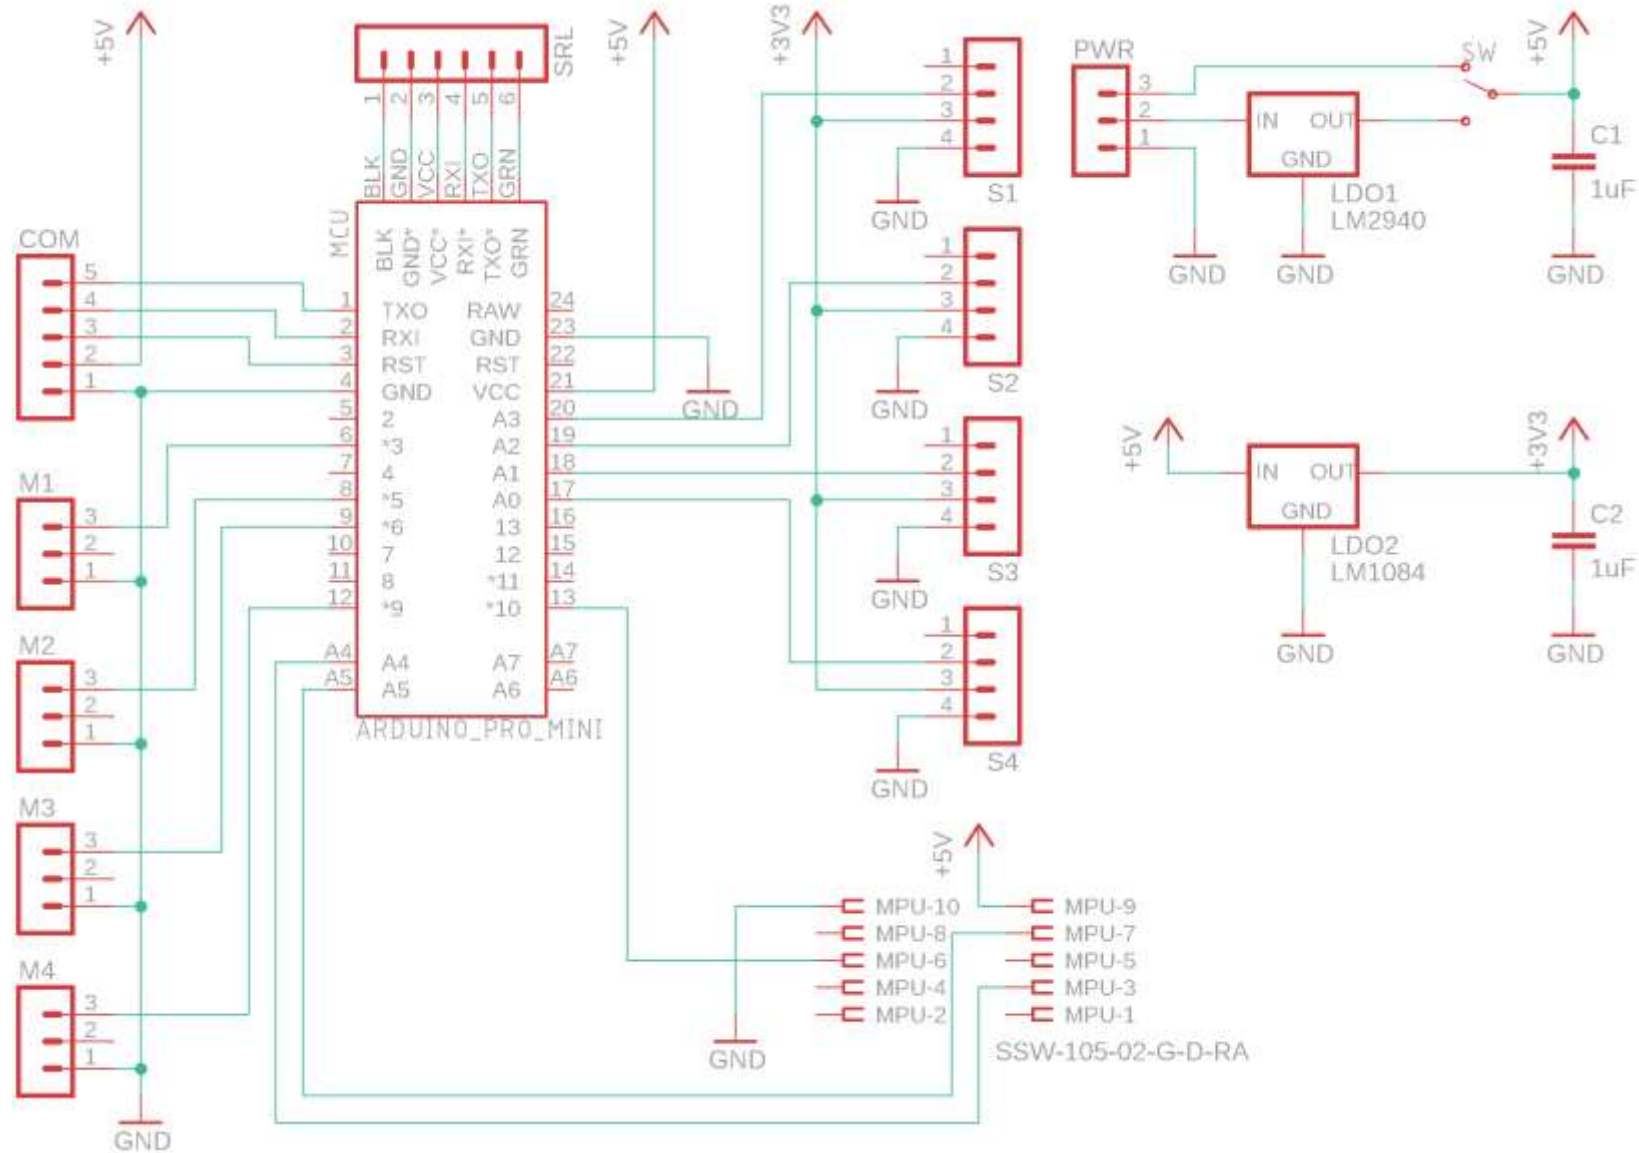 +5V
SRL
1 2 3 4 5 6
BLK GND VCC RXI TXO GRN
+5V
+3V3
MCU
BLK GND* VCC* RXI* TXO* GRN
1 TXO RAW 24
2 RXI GND 23
3 RST RST 22
4 GND VCC 21
5 2 A3 20
6 *3 A2 19
7 4 A1 18
8 *5 A0 17
9 *6 13 16
10 7 12 15
11 8 *11 14
12 *9 *10 13
A4 A4 A7 A7
A5 A5 A6 A6
ARDUINO_PRO_MINI
GND
COM
5
4
3
2
1
M1
3
2
1
M2
3
2
1
M3
3
2
1
M4
3
2
1
GND
1
2
3
4
S1
GND
1
2
3
4
S2
GND
1
2
3
4
S3
GND
1
2
3
4
S4
GND
PWR
3
2
1
GND
IN OUT
GND
LDO1
LM2940
GND
SW
+5V
C1
1uF
GND
+5V
IN OUT
GND
LDO2
LM1084
GND
+3V3
C2
1uF
GND
+5V
MPU-10 MPU-9
MPU-8 MPU-7
MPU-6 MPU-5
MPU-4 MPU-3
MPU-2 MPU-1
SSW-105-02-G-D-RA
GND